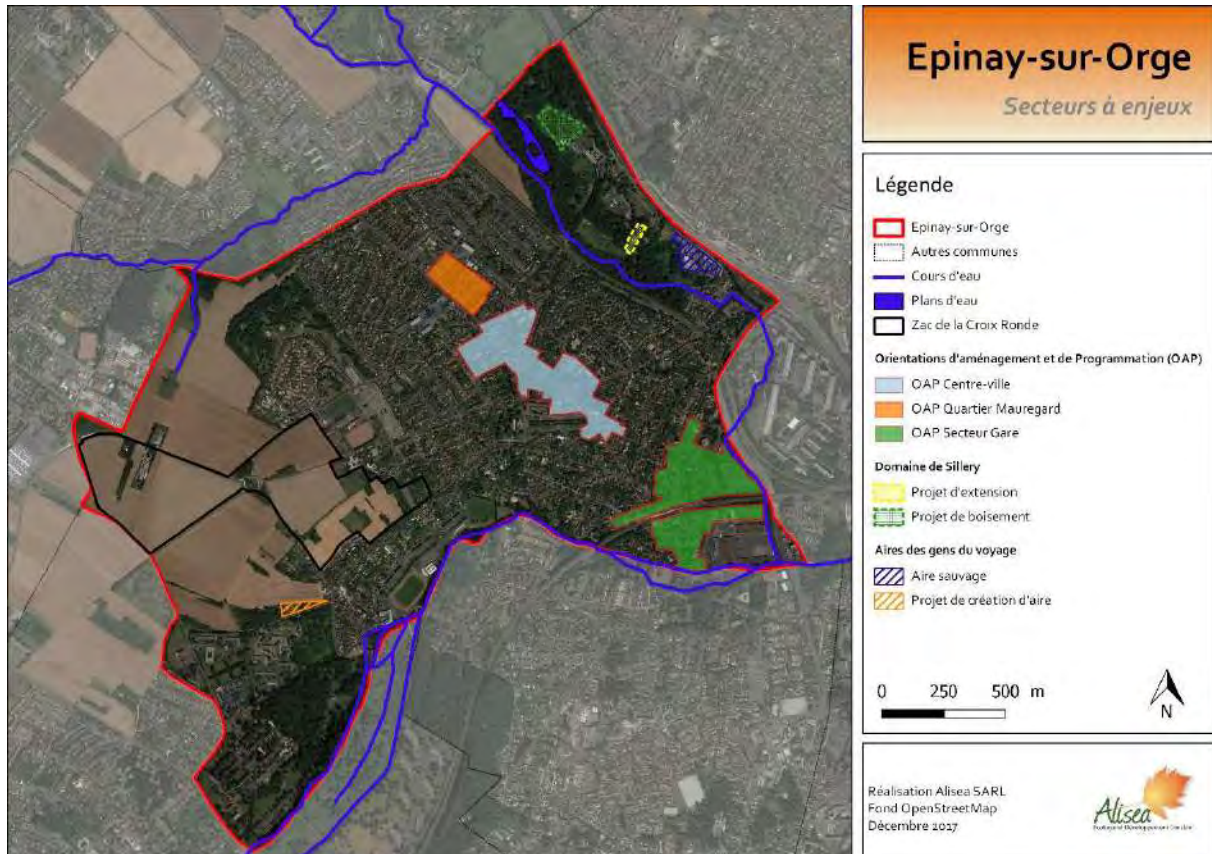 Epinay-sur-Orge
Secteurs à enjeux
Légende
Epinay-sur-Orge
Autres communes
Cours d'eau
Plans d'eau
Zac de la Croix Ronde
Orientations d'aménagement et de Programmation (OAP)
OAP Centre-ville
OAP Quartier Mauregard
OAP Secteur Gare
Domaine de Sillery
Projet d'extension
Projet de boisement
Aires des gens du voyage
Aire sauvage
Projet de création d'aire
0 250 500 m
N
Réalisation Alisea SARL
Fond OpenStreetMap
Décembre 2017
Alisea